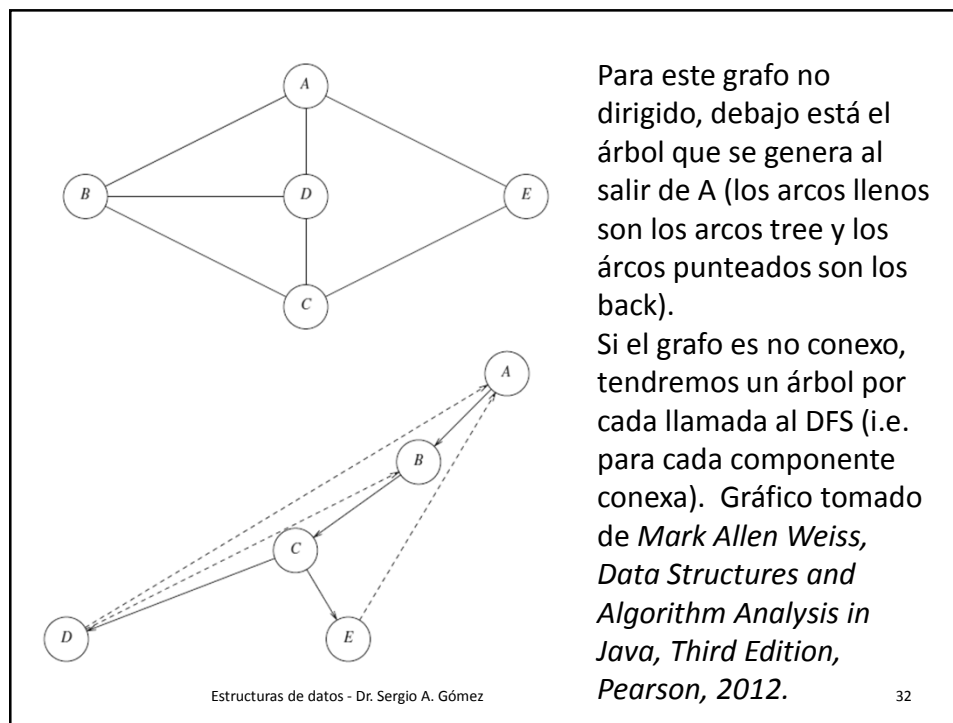 A
B
D
E
C
A
B
C
D
E
Para este grafo no
dirigido, debajo está el
árbol que se genera al
salir de A (los arcos llenos
son los arcos tree y los
árcos punteados son los
back).
Si el grafo es no conexo,
tendremos un árbol por
cada llamada al DFS (i.e.
para cada componente
conexa).  Gráfico tomado
de Mark Allen Weiss,
Data Structures and
Algorithm Analysis in
Java, Third Edition,
Pearson, 2012.
Estructuras de datos - Dr. Sergio A. Gómez
32